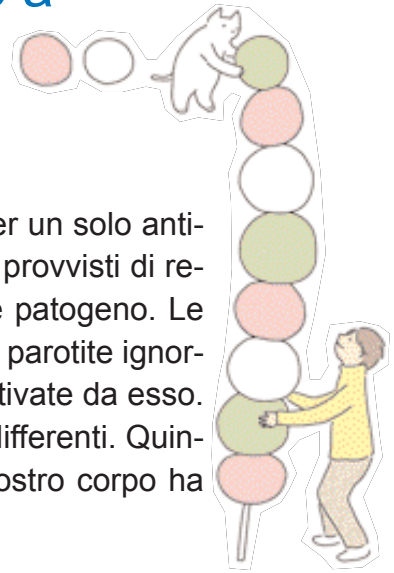 er un solo anti-
provvisti di re-
e patogeno. Le
parotite ignor-
tivate da esso.
differenti. Quin-
ostro corpo ha